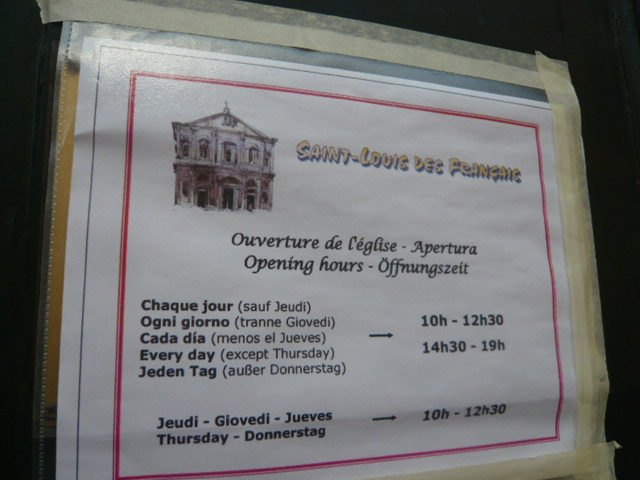 SAINT-LOUIS DES FRANÇAIS
Ouverture de l'église - Apertura
Opening hours - Öffnungszeit
Chaque jour (sauf Jeudi)
Ogni giorno (tranne Giovedi)
Cada día (menos el Jueves)
Every day (except Thursday)
Jeden Tag (außer Donnerstag)
→ 10h - 12h30
14h30 - 19h
Jeudi - Giovedi - Jueves
Thursday - Donnerstag
→ 10h - 12h30